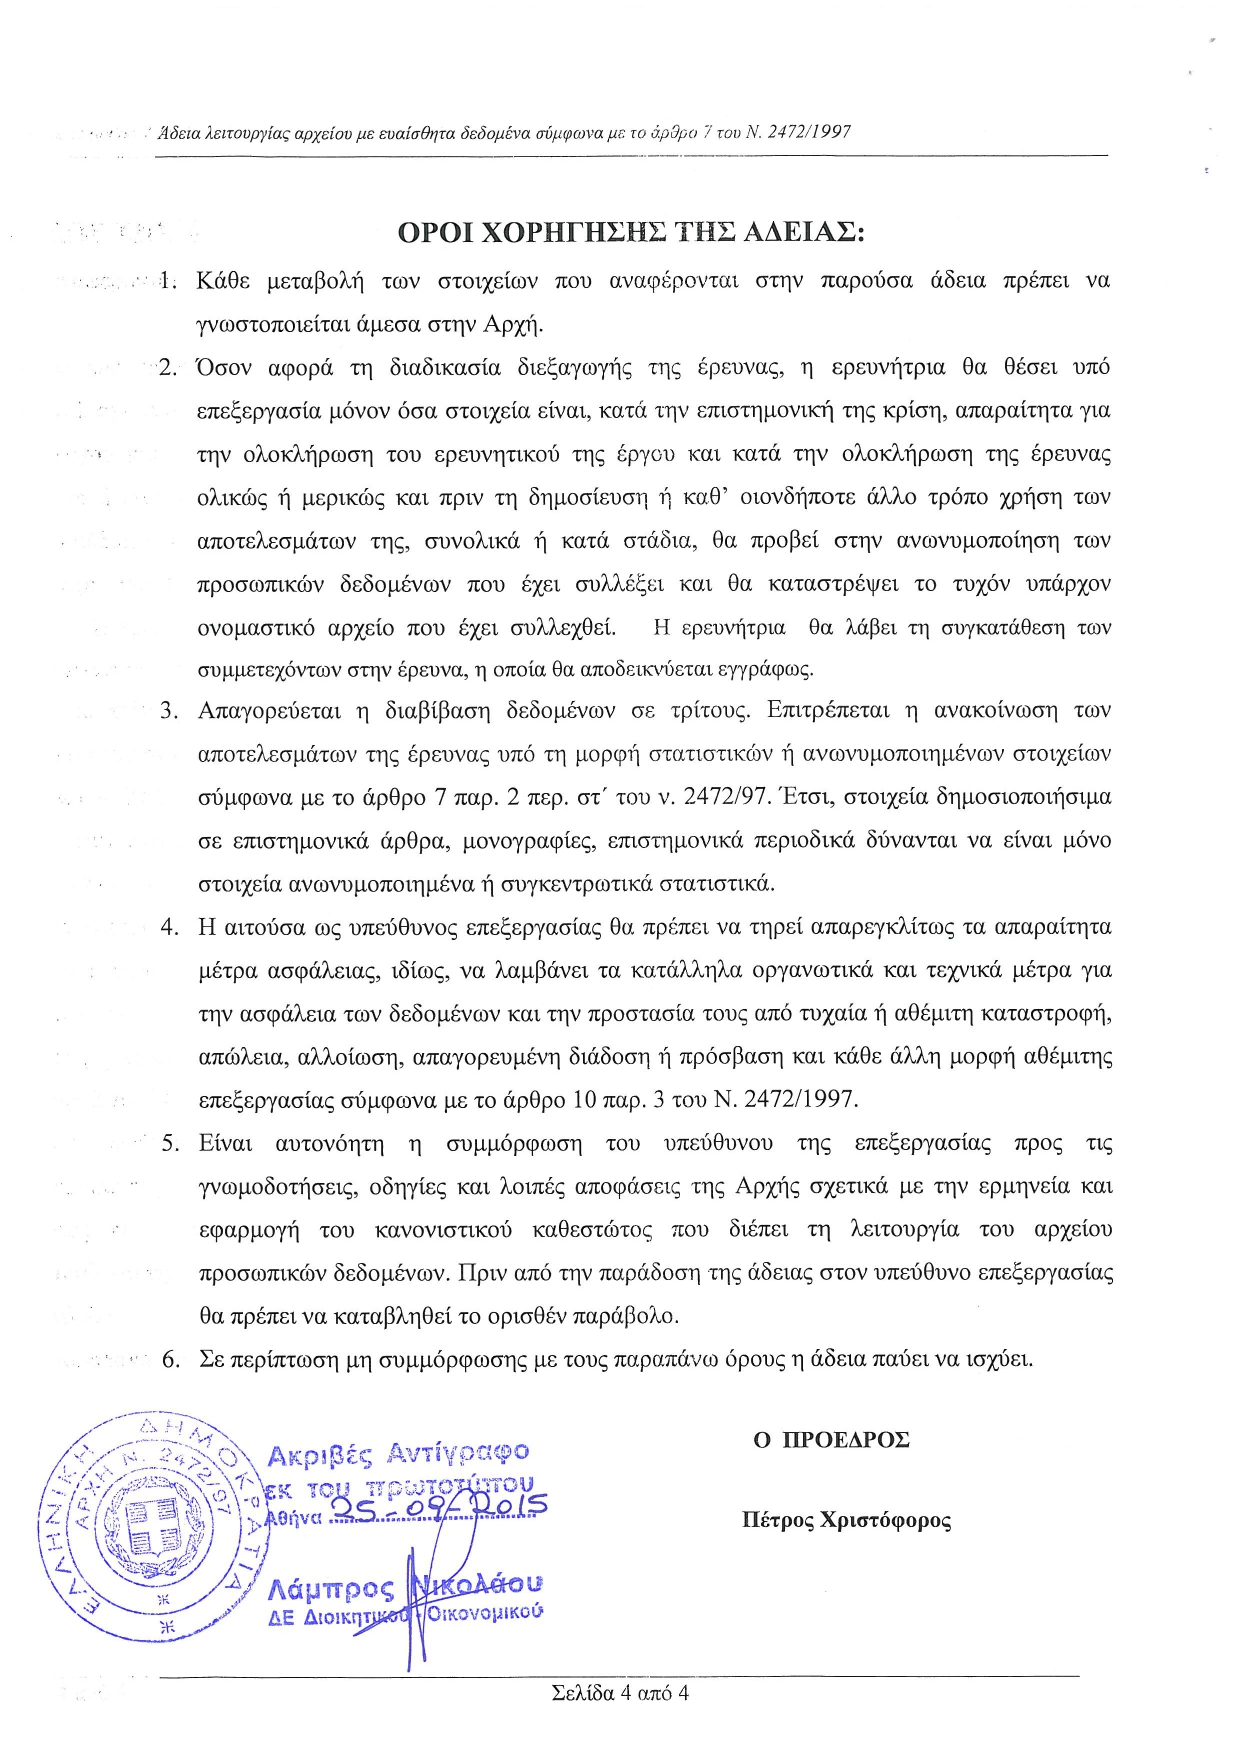 Άδεια λειτουργίας αρχείου με ευαίσθητα δεδομένα σύμφωνα με το άρθρο 7 του Ν. 2472/1997
ΟΡΟΙ ΧΟΡΗΓΗΣΗΣ ΤΗΣ ΑΔΕΙΑΣ:
1. Κάθε μεταβολή των στοιχείων που αναφέρονται στην παρούσα άδεια πρέπει να
γνωστοποιείται άμεσα στην Αρχή.
2. Όσον αφορά τη διαδικασία διεξαγωγής της έρευνας, η ερευνήτρια θα θέσει υπό
επεξεργασία μόνον όσα στοιχεία είναι, κατά την επιστημονική της κρίση, απαραίτητα για
την ολοκλήρωση του ερευνητικού της έργου και κατά την ολοκλήρωση της έρευνας
ολικώς ή μερικώς και πριν τη δημοσίευση ή καθ’ οιονδήποτε άλλο τρόπο χρήση των
αποτελεσμάτων της, συνολικά ή κατά στάδια, θα προβεί στην ανωνυμοποίηση των
προσωπικών δεδομένων που έχει συλλέξει και θα καταστρέψει το τυχόν υπάρχον
ονομαστικό αρχείο που έχει συλλεχθεί. Η ερευνήτρια θα λάβει τη συγκατάθεση των
συμμετεχόντων στην έρευνα, η οποία θα αποδεικνύεται εγγράφως.
3. Απαγορεύεται η διαβίβαση δεδομένων σε τρίτους. Επιτρέπεται η ανακοίνωση των
αποτελεσμάτων της έρευνας υπό τη μορφή στατιστικών ή ανωνυμοποιημένων στοιχείων
σύμφωνα με το άρθρο 7 παρ. 2 περ. στ΄ του ν. 2472/97. Έτσι, στοιχεία δημοσιοποιήσιμα
σε επιστημονικά άρθρα, μονογραφίες, επιστημονικά περιοδικά δύνανται να είναι μόνο
στοιχεία ανωνυμοποιημένα ή συγκεντρωτικά στατιστικά.
4. Η αιτούσα ως υπεύθυνος επεξεργασίας θα πρέπει να τηρεί απαρεγκλίτως τα απαραίτητα
μέτρα ασφάλειας, ιδίως, να λαμβάνει τα κατάλληλα οργανωτικά και τεχνικά μέτρα για
την ασφάλεια των δεδομένων και την προστασία τους από τυχαία ή αθέμιτη καταστροφή,
απώλεια, αλλοίωση, απαγορευμένη διάδοση ή πρόσβαση και κάθε άλλη μορφή αθέμιτης
επεξεργασίας σύμφωνα με το άρθρο 10 παρ. 3 του Ν. 2472/1997.
5. Είναι αυτονόητη η συμμόρφωση του υπεύθυνου της επεξεργασίας προς τις
γνωμοδοτήσεις, οδηγίες και λοιπές αποφάσεις της Αρχής σχετικά με την ερμηνεία και
εφαρμογή του κανονιστικού καθεστώτος που διέπει τη λειτουργία του αρχείου
προσωπικών δεδομένων. Πριν από την παράδοση της άδειας στον υπεύθυνο επεξεργασίας
θα πρέπει να καταβληθεί το ορισθέν παράβολο.
6. Σε περίπτωση μη συμμόρφωσης με τους παραπάνω όρους η άδεια παύει να ισχύει.
Ο ΠΡΟΕΔΡΟΣ
Πέτρος Χριστόφορος
ΕΛΛΗΝΙΚΗ ΔΗΜΟΚΡΑΤΙΑ
ΑΡΧΗ Ν. 2472/97
Ακριβές Αντίγραφο
εκ του πρωτοτύπου
Αθήνα 25-09-2015
Λάμπρος Νικολάου
ΔΕ Διοικητικού - Οικονομικού
Σελίδα 4 από 4